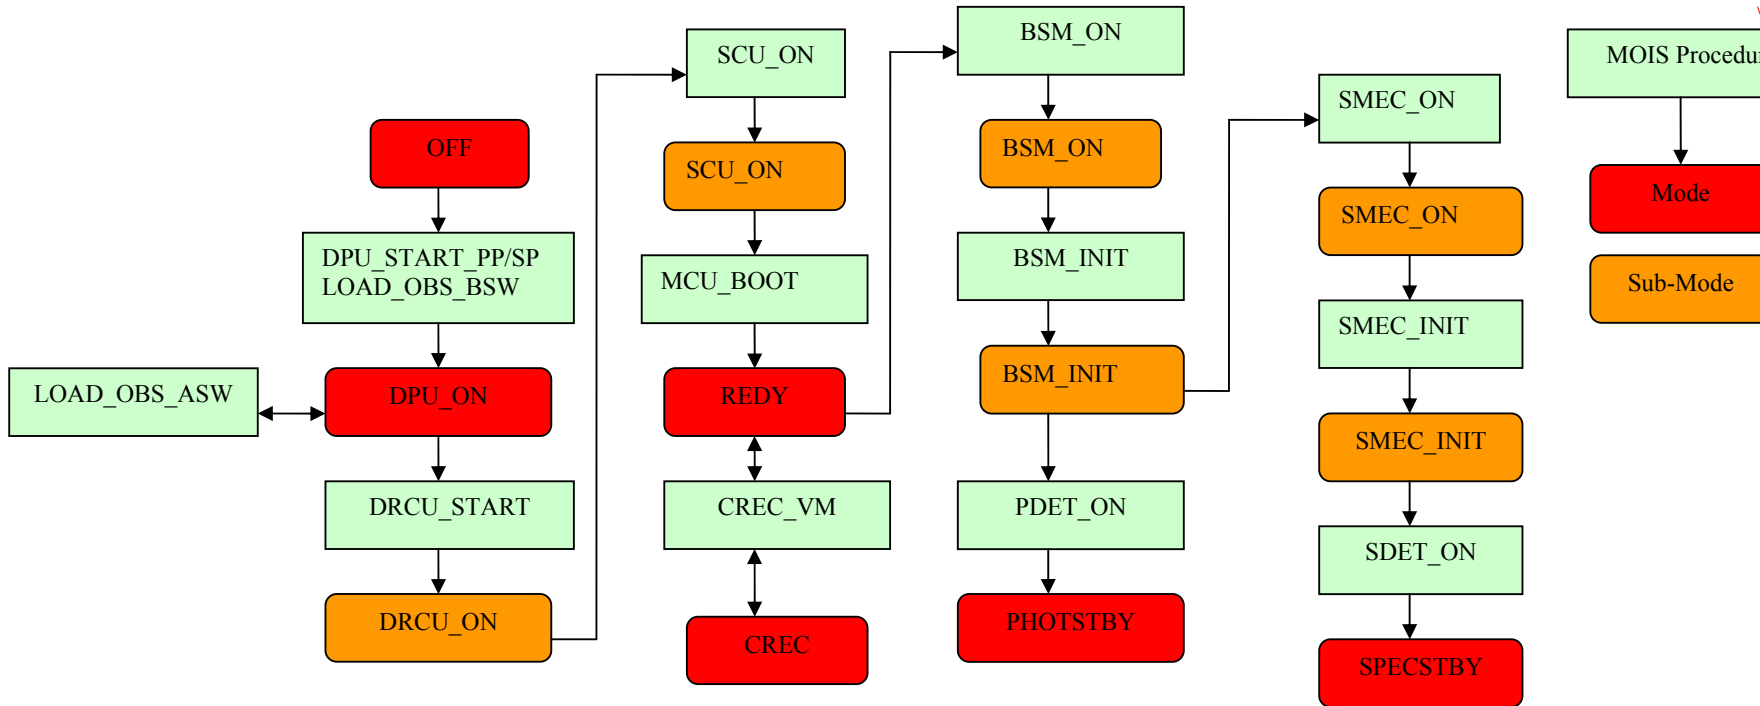 OFF
DPU_START_PP/SP
LOAD_OBS_BSW
LOAD_OBS_ASW
DPU_ON
DRCU_START
DRCU_ON
SCU_ON
SCU_ON
MCU_BOOT
REDY
CREC_VM
CREC
BSM_ON
BSM_ON
BSM_INIT
BSM_INIT
PDET_ON
PHOTSTBY
SMEC_ON
SMEC_ON
SMEC_INIT
SMEC_INIT
SDET_ON
SPECSTBY
MOIS
Mode
Sub-Mode